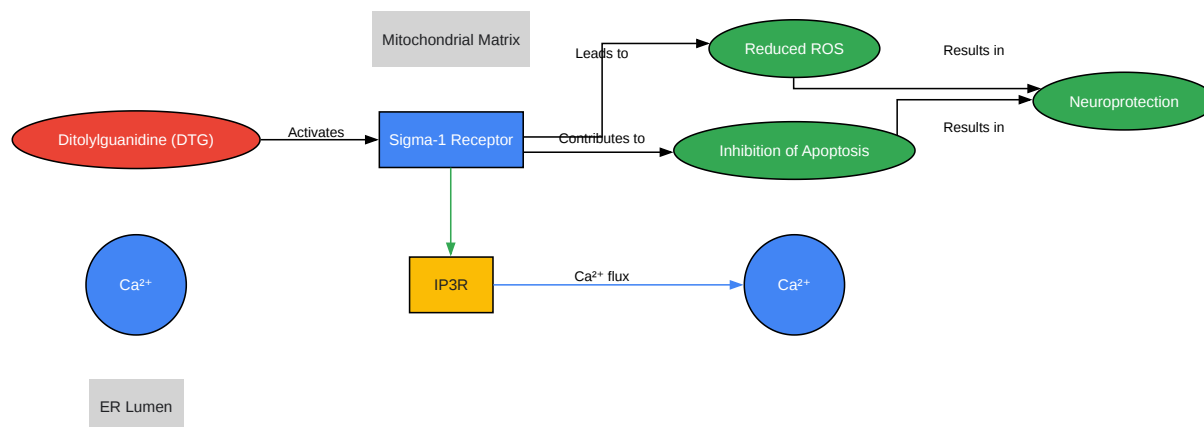 Mitochondrial Matrix
Reduced ROS
Leads to
Results in
Neuroprotection
Ditolylguanidine (DTG)
Activates
Sigma-1 Receptor
Contributes to
Inhibition of Apoptosis
Results in
Ca²⁺
IP3R
Ca²⁺ flux
Ca²⁺
ER Lumen